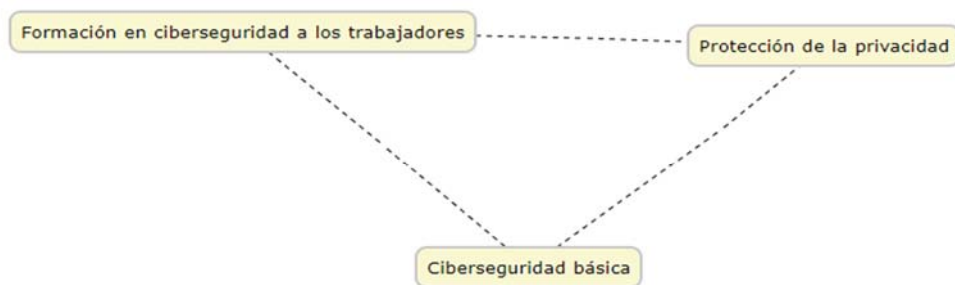 Formación en ciberseguridad a los trabajadores
Protección de la privacidad
Ciberseguridad básica